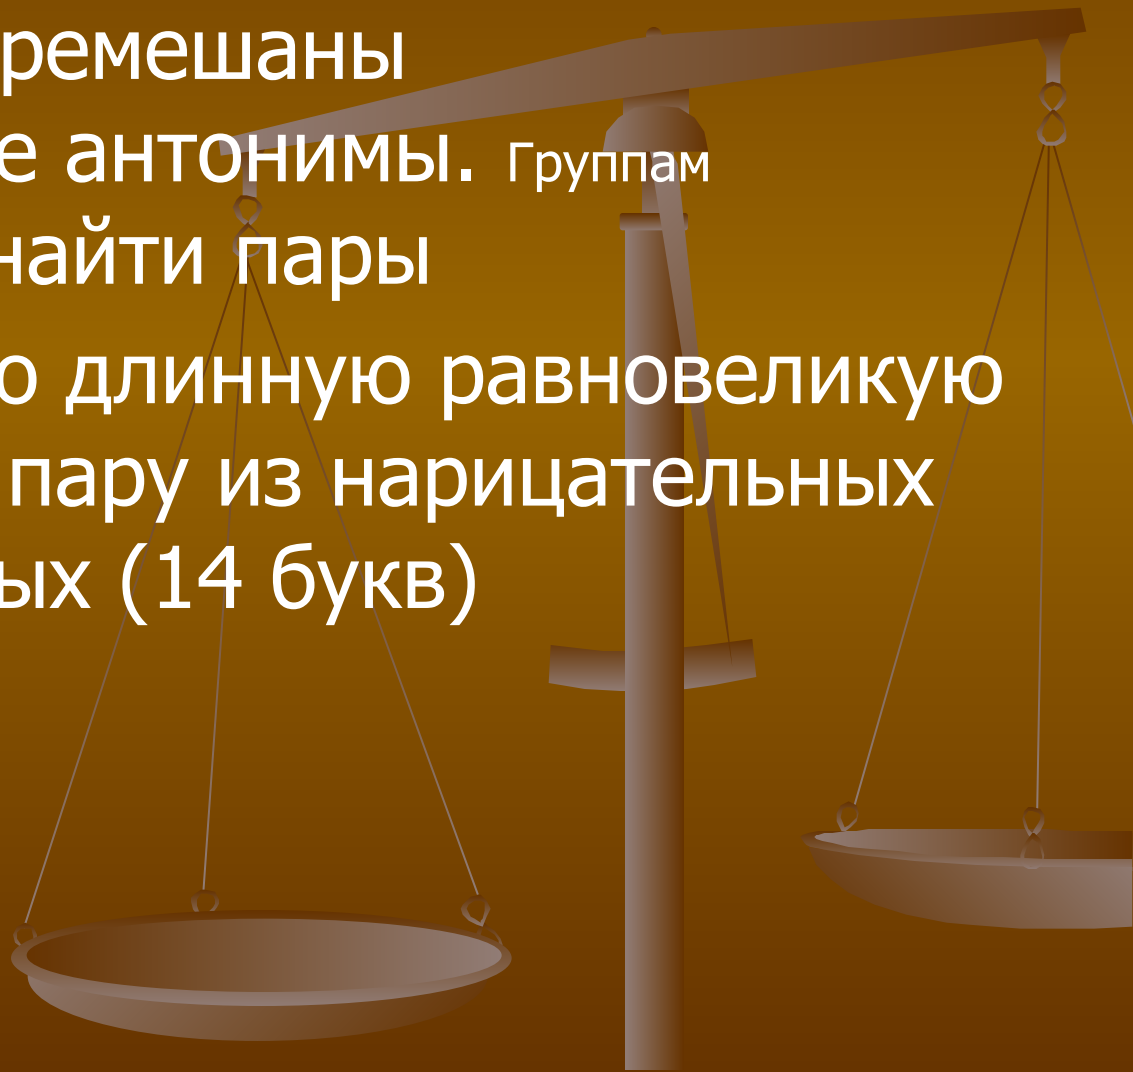 ремешаны
е антонимы. Группам
найти пары
о длинную равновеликую
пару из нарицательных
ых (14 букв)